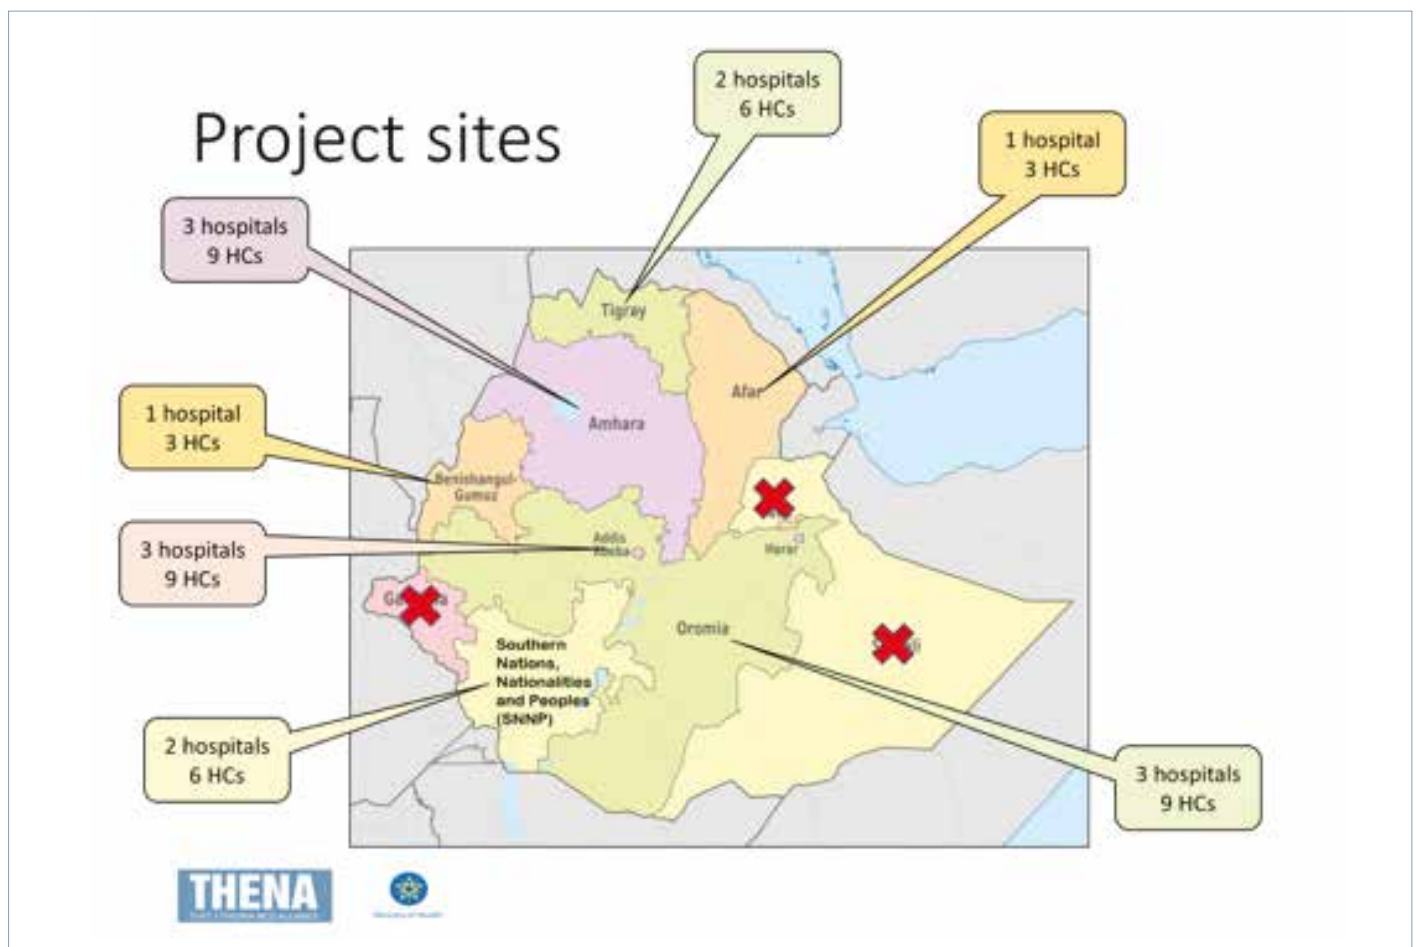 Project sites
2 hospitals
6 HCs
1 hospital
3 HCs
3 hospitals
9 HCs
Tigray
Afar
Amhara
1 hospital
3 HCs
Benishangul-
Gumuz
3 hospitals
9 HCs
Addis
Ababa
Harar
Oromia
Southern
Nations,
Nationalities
and Peoples
(SNNP)
2 hospitals
6 HCs
3 hospitals
9 HCs
THENA